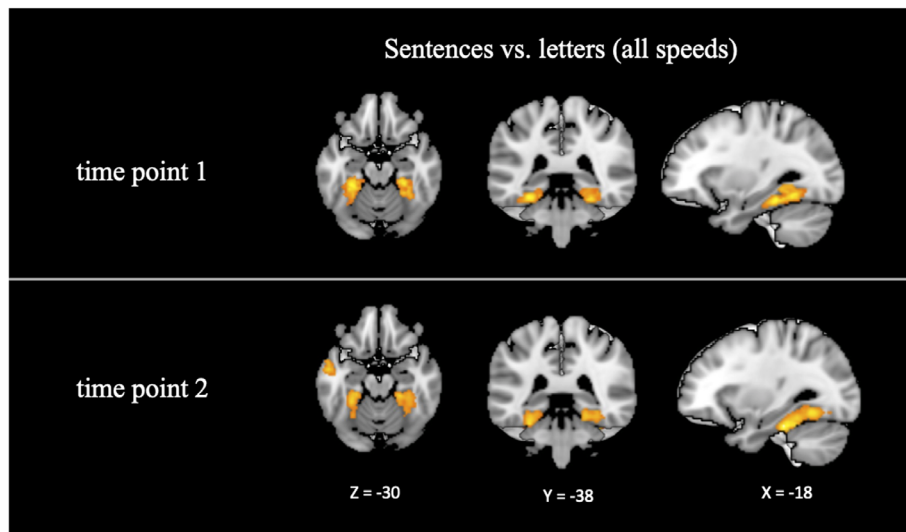 Sentences vs. letters (all speeds)
time point 1
time point 2
Z = -30
Y = -38
X = -18